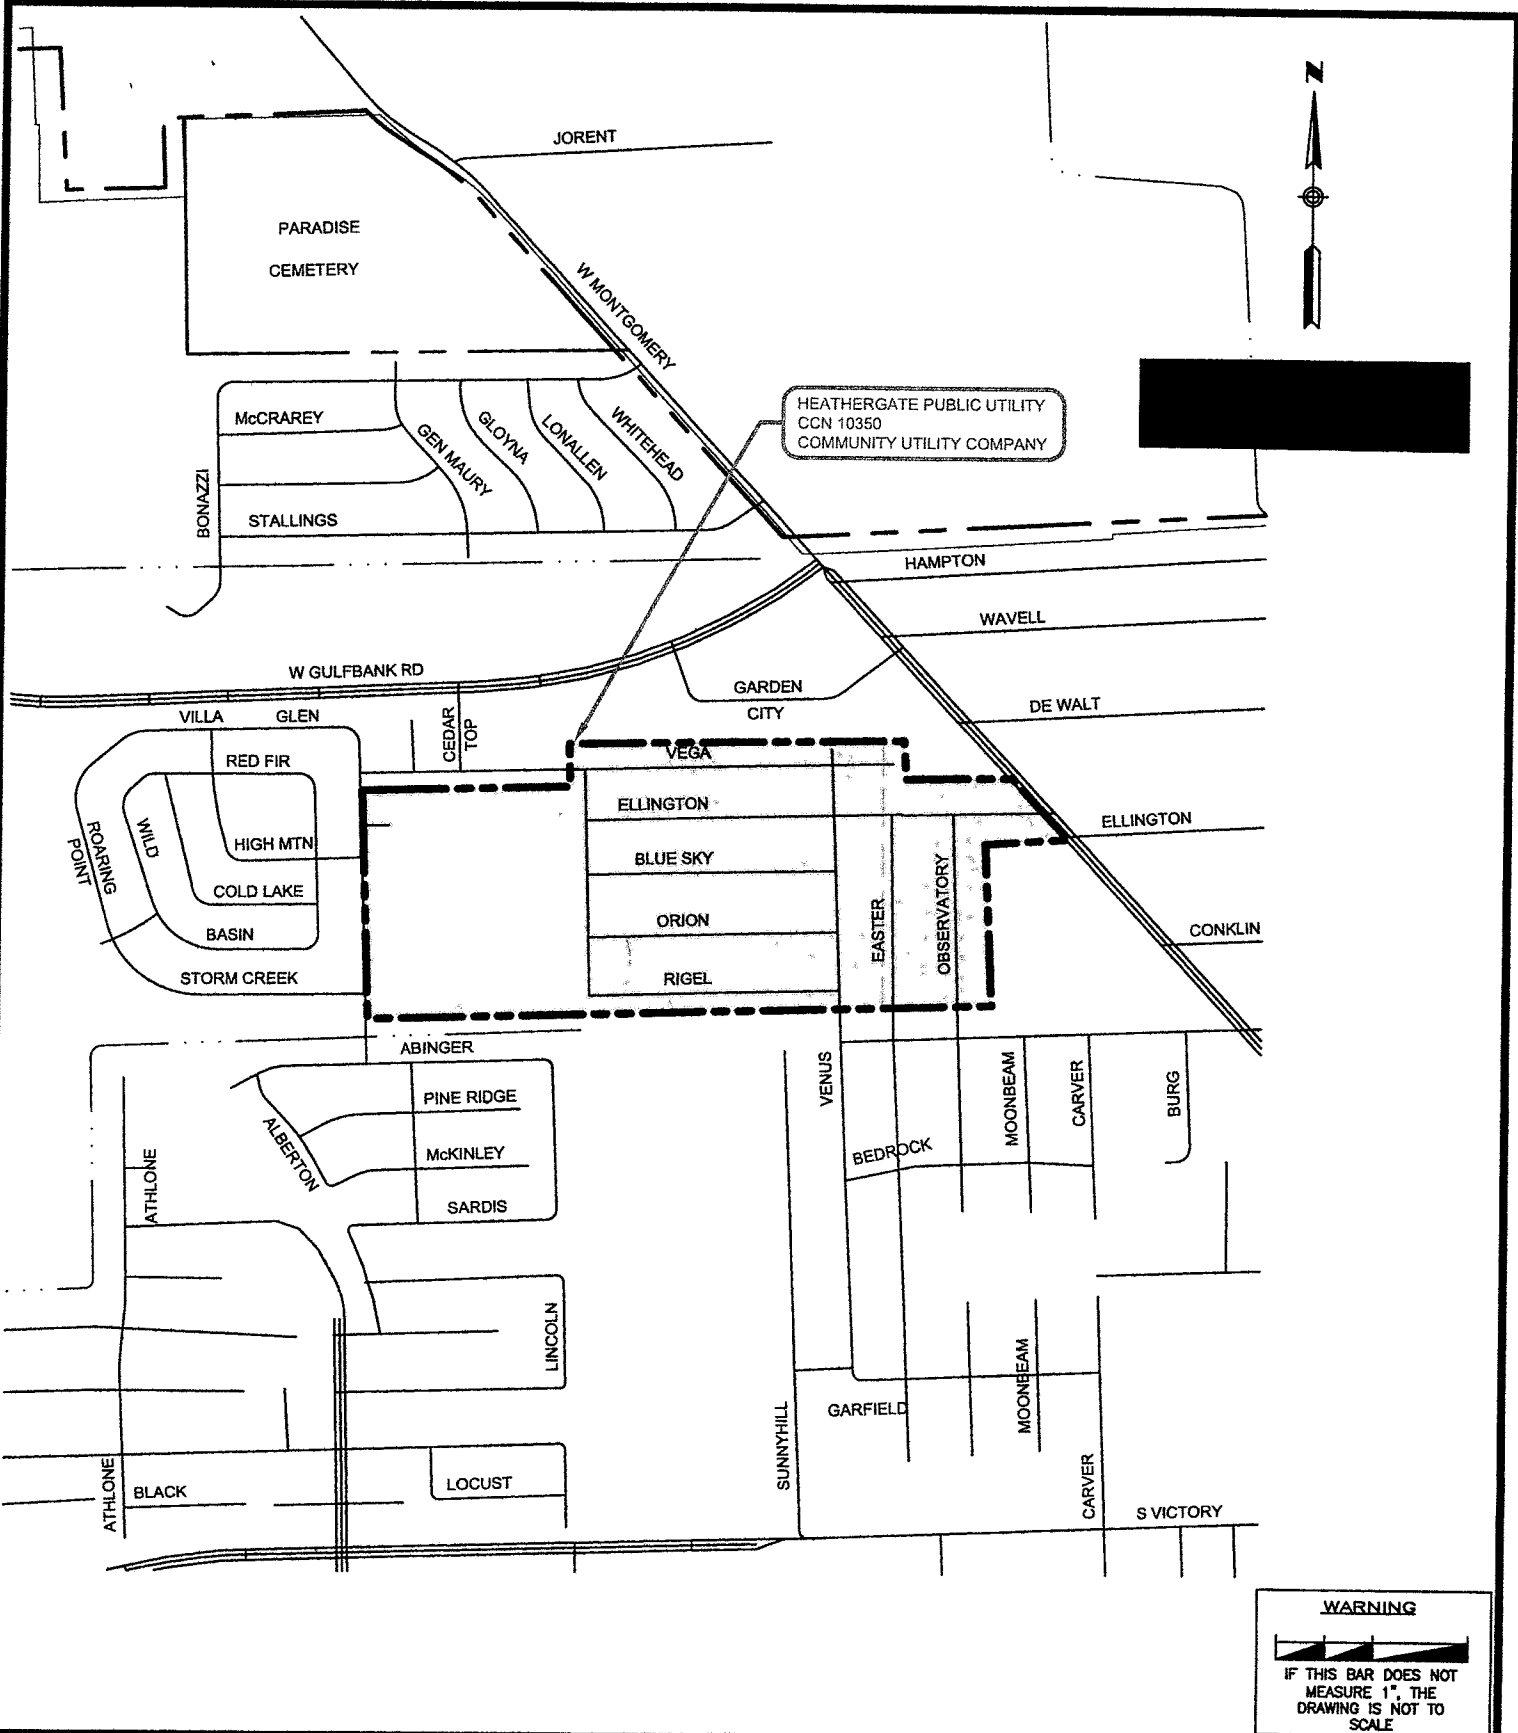 N
JORENT
PARADISE
CEMETERY
W MONTGOMERY
HEATHERGATE PUBLIC UTILITY
CCN 10350
COMMUNITY UTILITY COMPANY
McCRAREY
GEN MAURY
GLOYNA
LONALLEN
WHITEHEAD
BONAZZI
STALLINGS
HAMPTON
WAVELL
W GULFBANK RD
GARDEN
CITY
DE WALT
VILLA GLEN
CEDAR
TOP
RED FIR
VEGA
ELLINGTON
ELLINGTON
ROARING
POINT
WILD
HIGH MTN
BLUE SKY
COLD LAKE
ORION
EASTER
OBSERVATORY
CONKLIN
BASIN
STORM CREEK
RIGEL
ABINGER
PINE RIDGE
ALBERTON
McKINLEY
SARDIS
ATHLONE
VENUS
MOONBEAM
CARVER
BURG
BEDROCK
LINCOLN
MOONBEAM
GARFIELD
SUNNYHILL
ATHLONE
BLACK
LOCUST
CARVER
S VICTORY
WARNING
IF THIS BAR DOES NOT
MEASURE 1", THE
DRAWING IS NOT TO
SCALE